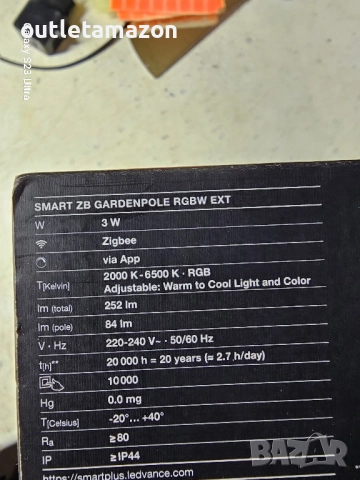 outletamazon
Galaxy S23 Ultra
SMART ZB GARDENPOLE RGBW EXT
W 3 W
Zigbee
via App
T[Kelvin] 2000 K - 6500 K · RGB
Adjustable: Warm to Cool Light and Color
lm (total) 252 lm
lm (pole) 84 lm
V · Hz 220-240 V~ · 50/60 Hz
t[h]** 20 000 h = 20 years (≈ 2.7 h/day)
10 000
Hg 0.0 mg
T[Celsius] -20°... +40°
Ra ≥80
IP ≥IP44
https://smartplus.ledvance.com
BAZAR